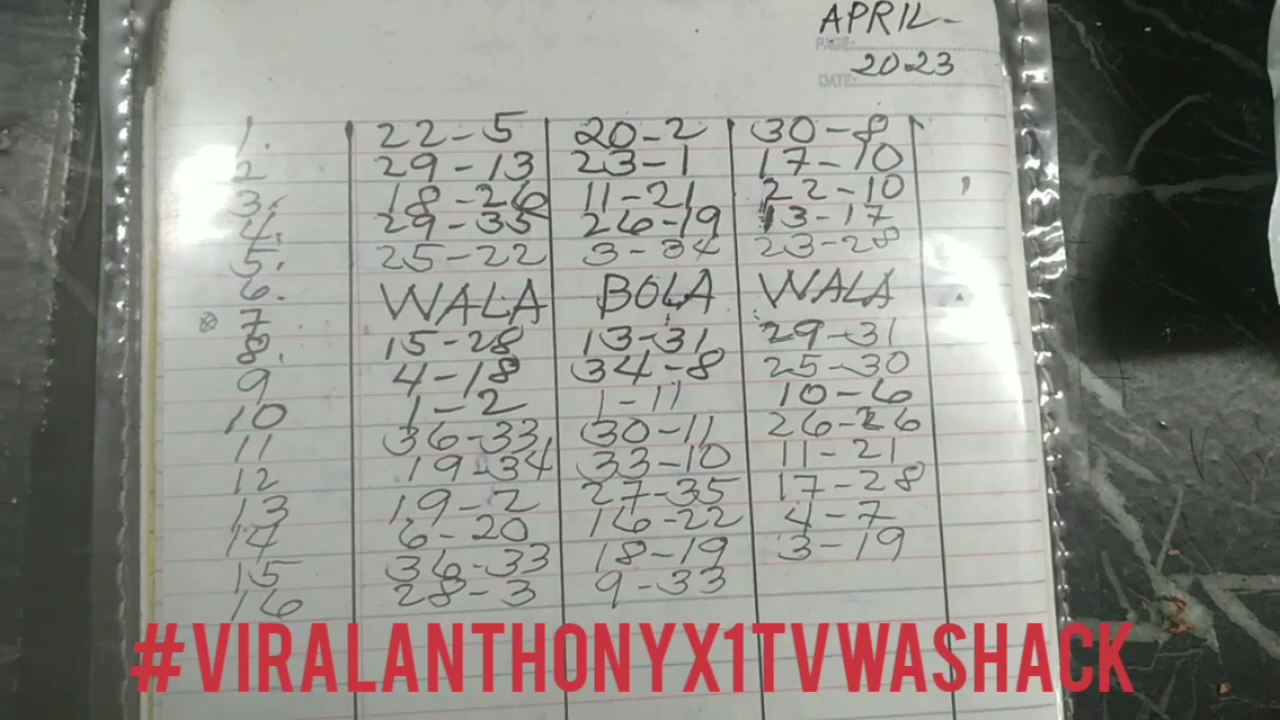 APRIL-
PAGE:
20-23
DATE:
1. 22-5 20-2 30-8
2 29-13 23-1 17-10
3. 18-26 11-21 22-10
4. 29-35 26-19 13-17
5. 25-22 3-34 23-28
6. WALA BOLA WALA
7 15-28 13-31 29-31
8. 4-18 34-8 25-30
9 1-2 1-11 10-6
10 36-33 30-11 26-26
11 19-34 33-10 11-21
12 19-2 27-35 17-28
13 6-20 16-22 4-7
14 36-33 18-19 3-19
15 28-3 9-33
16
#VIRALANTHONYX1TVWASHACK